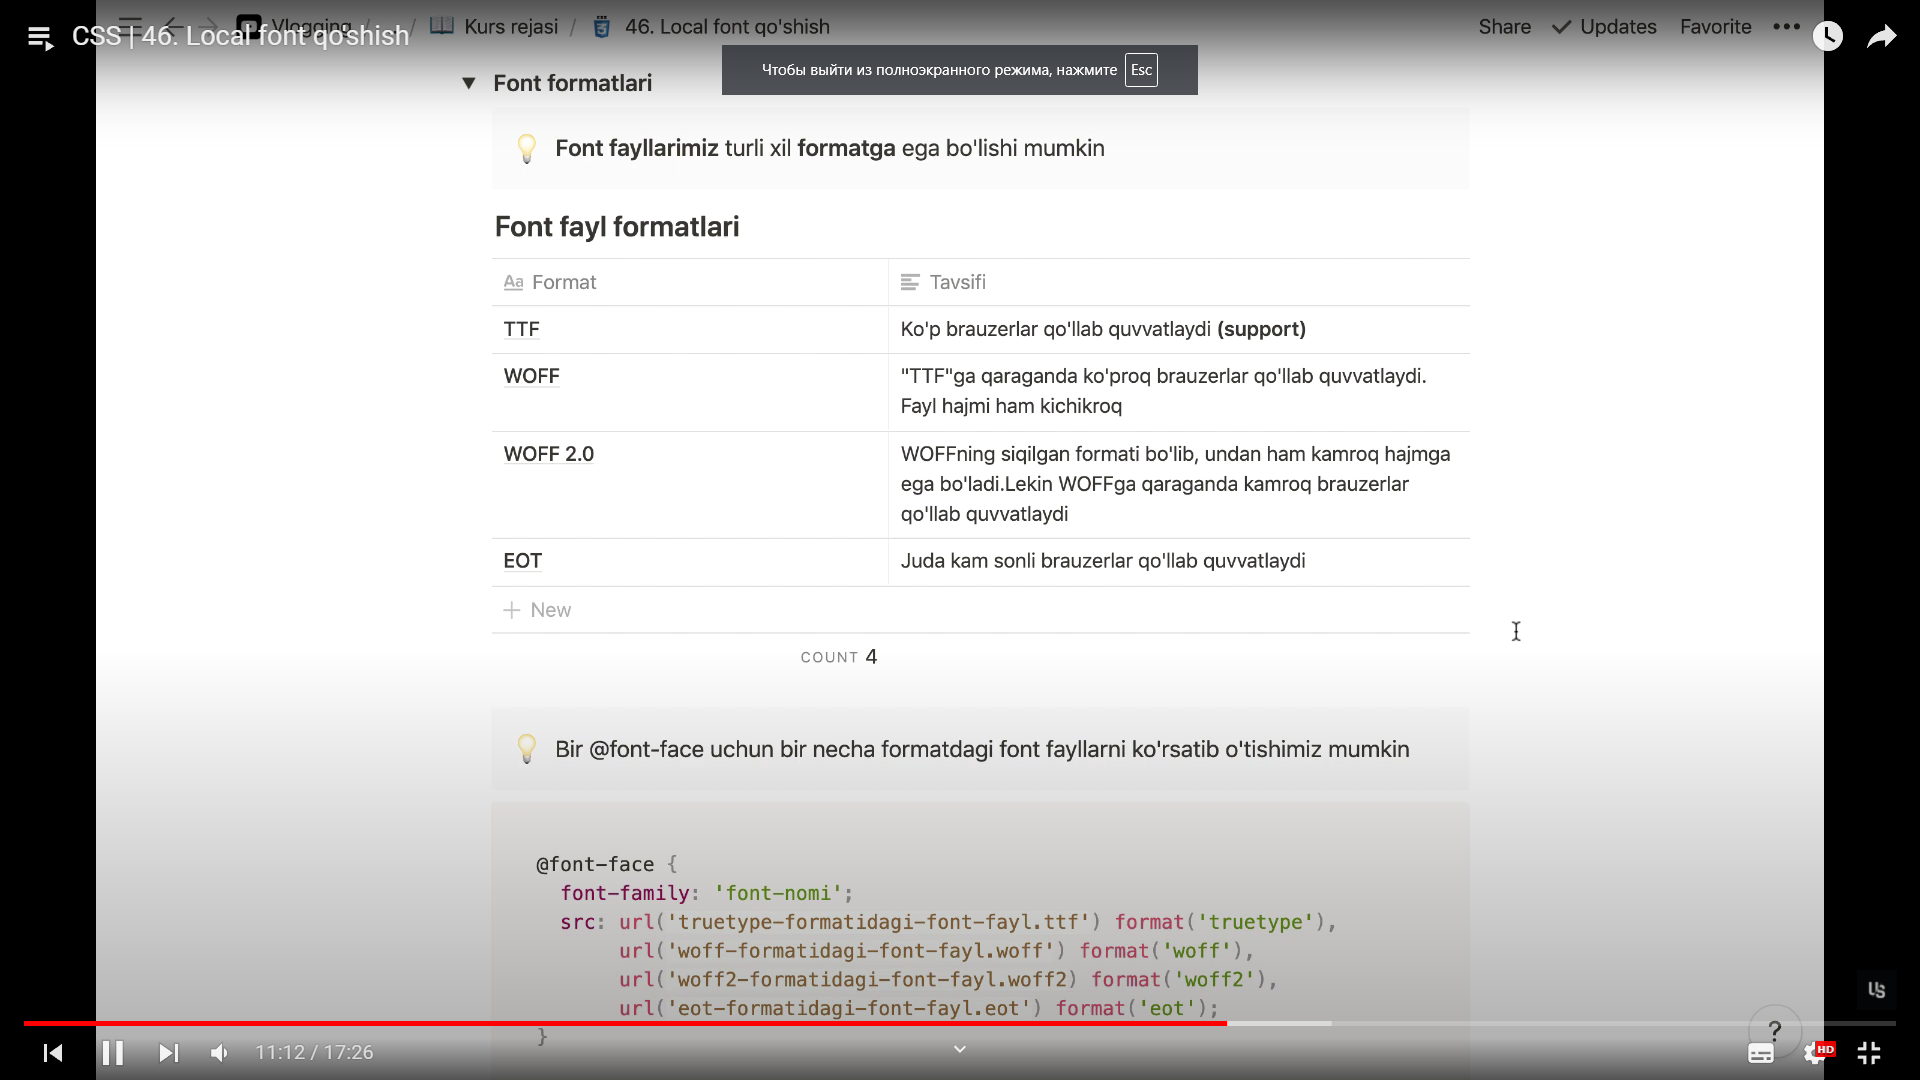 Vlogging / / Kurs rejasi / 46. Local font qo'shish
Share Updates Favorite
CSS | 46. Local font qo'shish
Чтобы выйти из полноэкранного режима, нажмите Esc
Font formatlari
Font fayllarimiz turli xil formatga ega bo'lishi mumkin
Font fayl formatlari
Aa Format Tavsifi
TTF Ko'p brauzerlar qo'llab quvvatlaydi (support)
WOFF "TTF"ga qaraganda ko'proq brauzerlar qo'llab quvvatlaydi.
Fayl hajmi ham kichikroq
WOFF 2.0 WOFFning siqilgan formati bo'lib, undan ham kamroq hajmga
ega bo'ladi.Lekin WOFFga qaraganda kamroq brauzerlar
qo'llab quvvatlaydi
EOT Juda kam sonli brauzerlar qo'llab quvvatlaydi
+ New
COUNT 4
Bir @font-face uchun bir necha formatdagi font fayllarni ko'rsatib o'tishimiz mumkin
@font-face {
font-family: 'font-nomi';
src: url('truetype-formatidagi-font-fayl.ttf') format('truetype'),
url('woff-formatidagi-font-fayl.woff') format('woff'),
url('woff2-formatidagi-font-fayl.woff2) format('woff2'),
url('eot-formatidagi-font-fayl.eot') format('eot');
}
?
11:12 / 17:26
HD